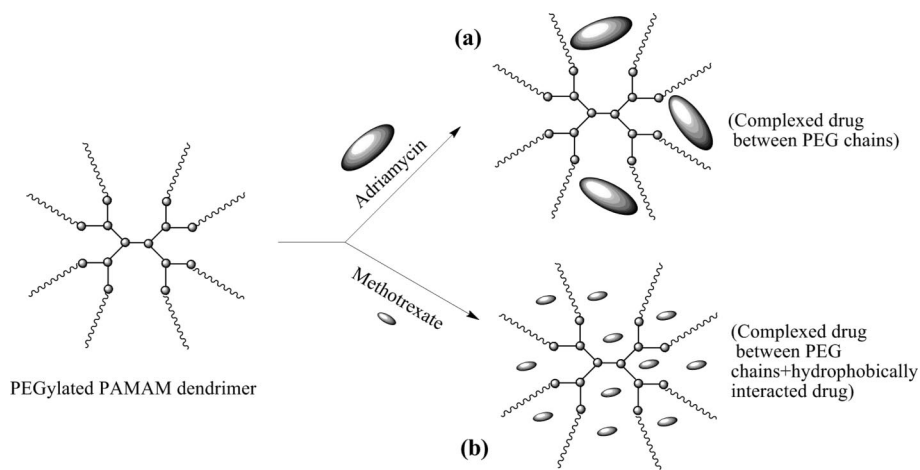 (a)
(Complexed drug
between PEG chains)
Adriamycin
Methotrexate
PEGylated PAMAM dendrimer
(Complexed drug
between PEG
chains+hydrophobically
interacted drug)
(b)